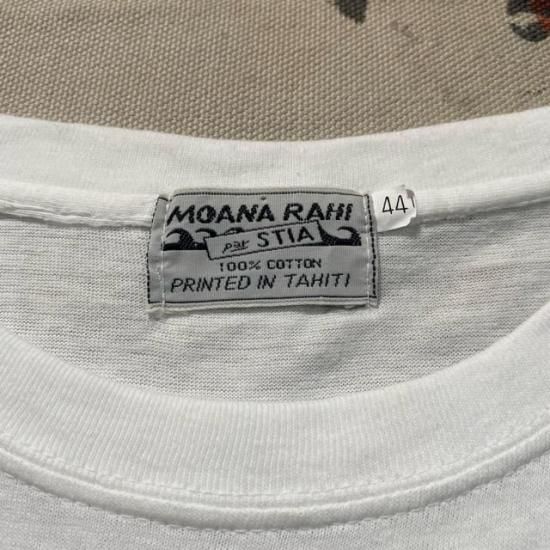 MOANA RAHI
par STIA
100% COTTON
PRINTED IN TAHITI
44